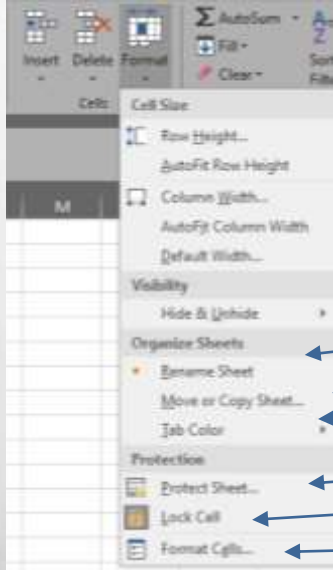 AutoSum
Fill
Clear
Insert Delete Format
Sort
Filte
Cells
Cell Size
Row Height...
AutoFit Row Height
Column Width...
AutoFit Column Width
Default Width...
Visibility
Hide & Unhide
Organize Sheets
Rename Sheet
Move or Copy Sheet...
Tab Color
Protection
Protect Sheet...
Lock Cell
Format Cells...
M